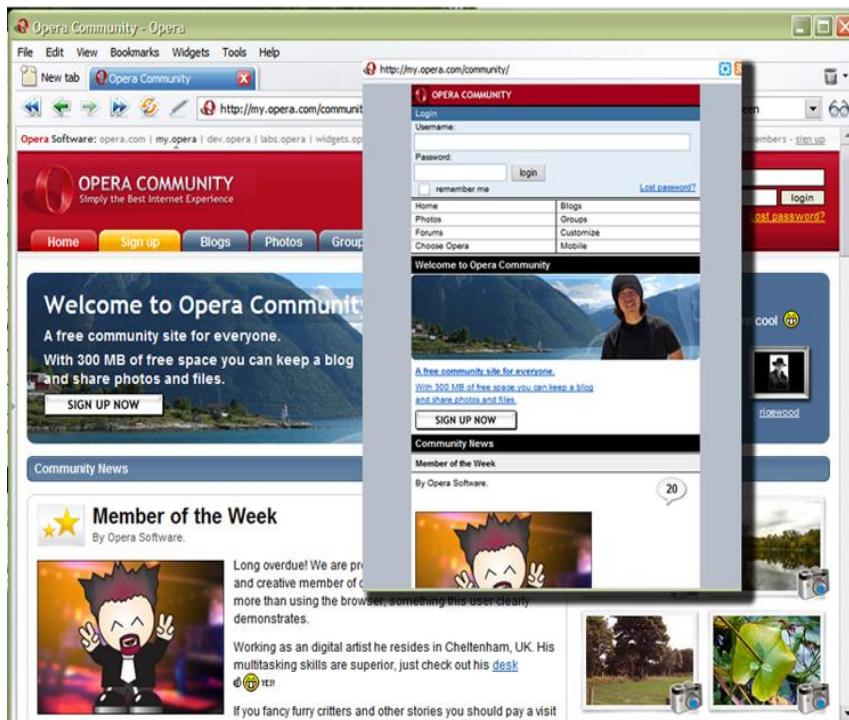 Opera Community - Opera
File Edit View Bookmarks Widgets Tools Help
New tab
Opera Community
http://my.opera.com/communit
Opera Software: opera.com | my.opera | dev.opera | labs.opera | widgets.op
members - sign up
OPERA COMMUNITY
Simply the Best Internet Experience
login
Lost password?
Home Sign up Blogs Photos Group
Welcome to Opera Communit
A free community site for everyone.
With 300 MB of free space you can keep a blog
and share photos and files.
SIGN UP NOW
cool
ricewood
Community News
Member of the Week
By Opera Software.
Long overdue! We are pr
and creative member of
more than using the browser, something this user clearly
demonstrates.
Working as an digital artist he resides in Cheltenham, UK. His
multitasking skills are superior, just check out his desk
If you fancy furry critters and other stories you should pay a visit
http://my.opera.com/community/
OPERA COMMUNITY
Login
Username:
Password:
login
remember me
Lost password?
Home Blogs
Photos Groups
Forums Customize
Choose Opera Mobile
Welcome to Opera Community
A free community site for everyone.
With 300 MB of free space you can keep a blog
and share photos and files.
SIGN UP NOW
Community News
Member of the Week
By Opera Software.
20